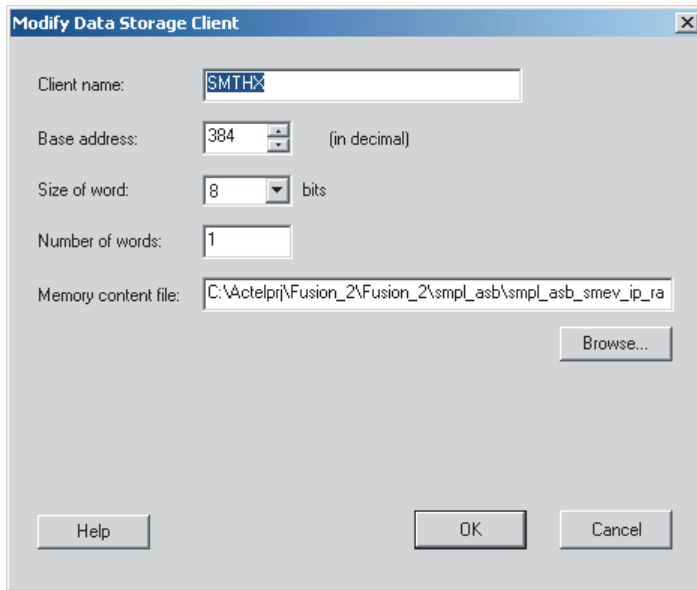 Modify Data Storage Client
Client name: SMTHX
Base address: 384 (in decimal)
Size of word: 8 bits
Number of words: 1
Memory content file: C:\Actelprj\Fusion_2\Fusion_2\smpl_asb\smpl_asb_smev_ip_ra
Browse...
Help OK Cancel